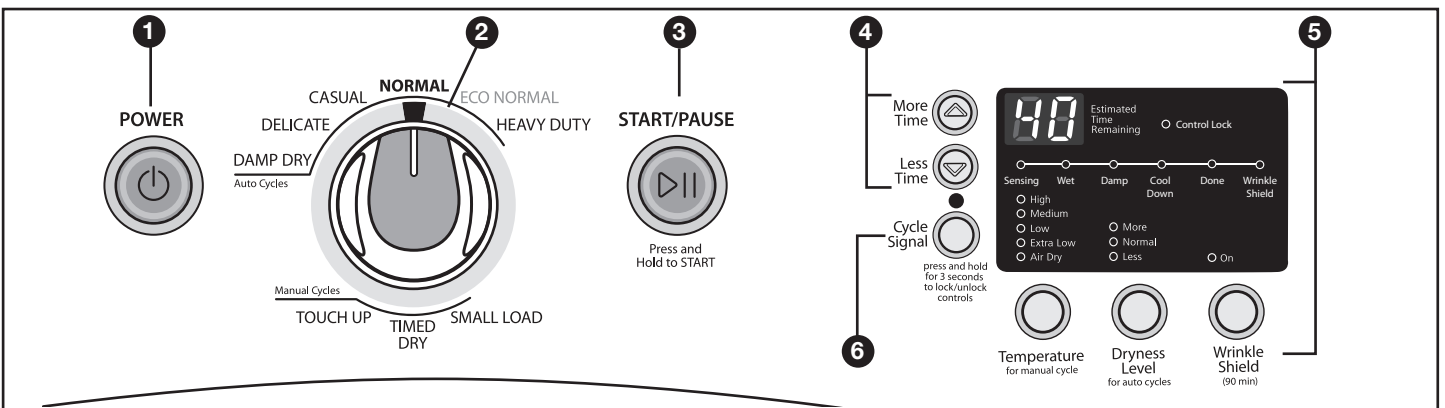 1
2
3
4
5
POWER
NORMAL
CASUAL
ECO NORMAL
DELICATE
HEAVY DUTY
DAMP DRY
Auto Cycles
Manual Cycles
TOUCH UP
TIMED
DRY
SMALL LOAD
START/PAUSE
Press and
Hold to START
More
Time
Less
Time
Cycle
Signal
press and hold
for 3 seconds
to lock/unlock
controls
6
40
Estimated
Time
Remaining
Control Lock
Sensing
Wet
Damp
Cool
Down
Done
Wrinkle
Shield
High
Medium
Low
Extra Low
Air Dry
More
Normal
Less
On
Temperature
for manual cycle
Dryness
Level
for auto cycles
Wrinkle
Shield
(90 min)